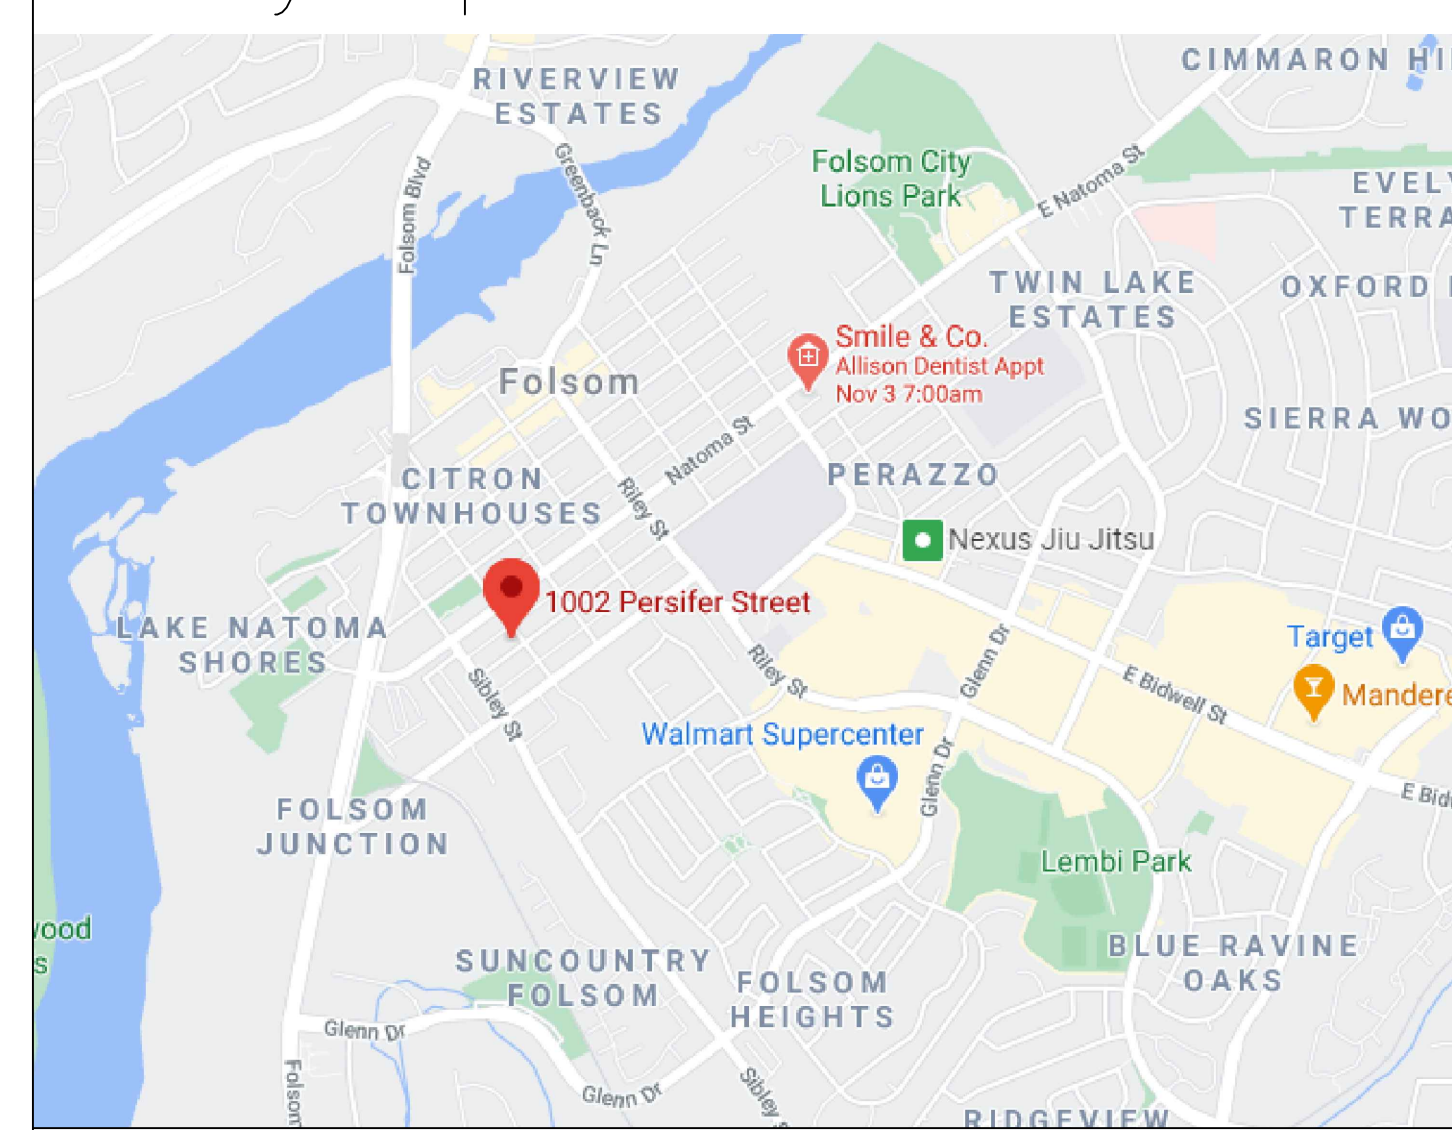 RIVERVIEW
ESTATES
CIMMARON HI
Folsom Blvd
Greenback Ln
Folsom City
Lions Park
E Natoma St
EVELY
TERRA
TWIN LAKE
ESTATES
OXFORD
Smile & Co.
Allison Dentist Appt
Nov 3 7:00am
Folsom
SIERRA WO
Natoma St
CITRON
TOWNHOUSES
Riley St
PERAZZO
Nexus Jiu Jitsu
1002 Persifer Street
LAKE NATOMA
SHORES
Target
Mandere
Glenn Dr
E Bidwell St
Riley St
Sibley St
Walmart Supercenter
Glenn Dr
E Bid
FOLSOM
JUNCTION
Lembi Park
wood
s
BLUE RAVINE
OAKS
SUNCOUNTRY
FOLSOM
FOLSOM
HEIGHTS
Glenn Dr
Glenn Dr
Folsom
Sibley S
RIDGEVIEW